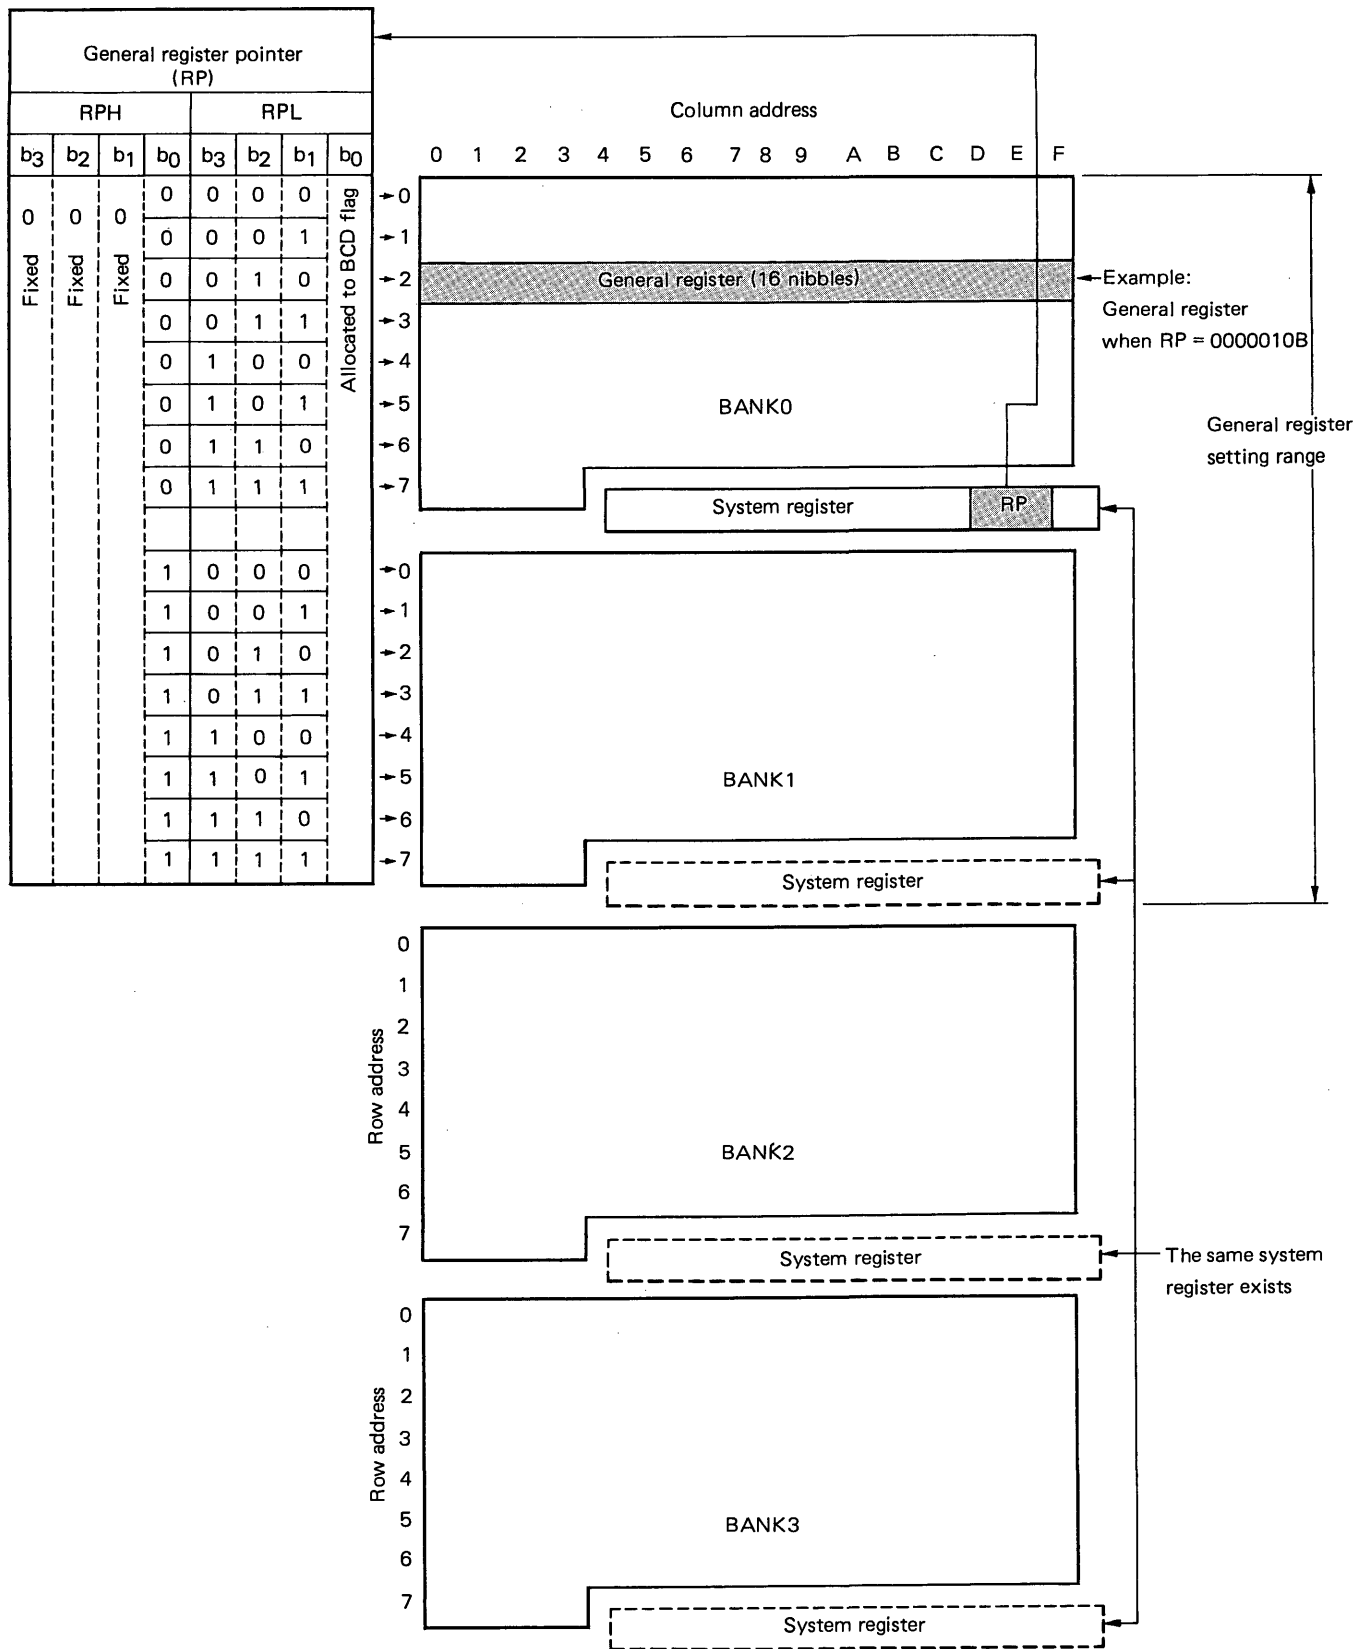 General register pointer
(RP)
RPH RPL
b3 b2 b1 b0 b3 b2 b1 b0
Column address
0 1 2 3 4 5 6 7 8 9 A B C D E F
0 Fixed
0 Fixed
0 Fixed
Allocated to BCD flag
0 0 0 0 0
0 0 0 1 1
0 0 1 0 2
0 0 1 1 3
0 1 0 0 4
0 1 0 1 5
0 1 1 0 6
0 1 1 1 7
General register (16 nibbles)
Example:
General register
when RP = 0000010B
BANK0
General register
setting range
System register RP
1 0 0 0 0
1 0 0 1 1
1 0 1 0 2
1 0 1 1 3
1 1 0 0 4
1 1 0 1 5
1 1 1 0 6
1 1 1 1 7
BANK1
System register
Row address
0
1
2
3
4
5
6
7
BANK2
System register
The same system
register exists
Row address
0
1
2
3
4
5
6
7
BANK3
System register